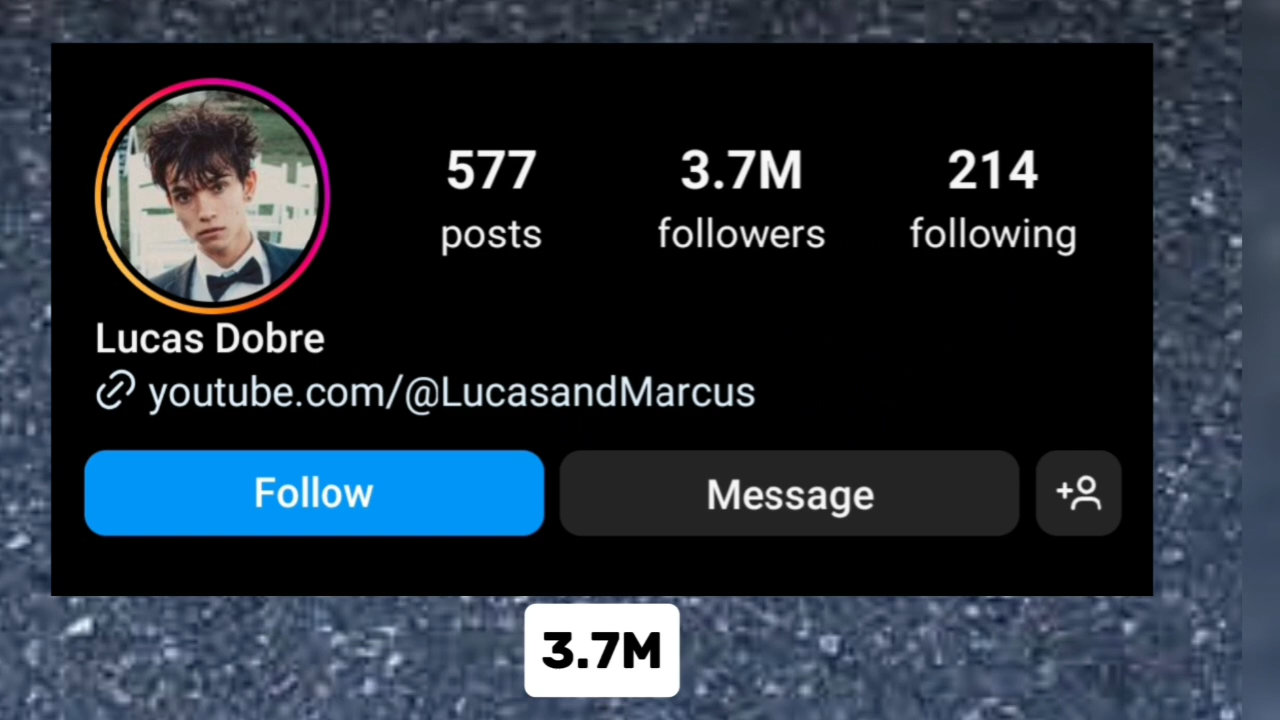 577 3.7M 214
posts followers following
Lucas Dobre
youtube.com/@LucasandMarcus
Follow Message
3.7M